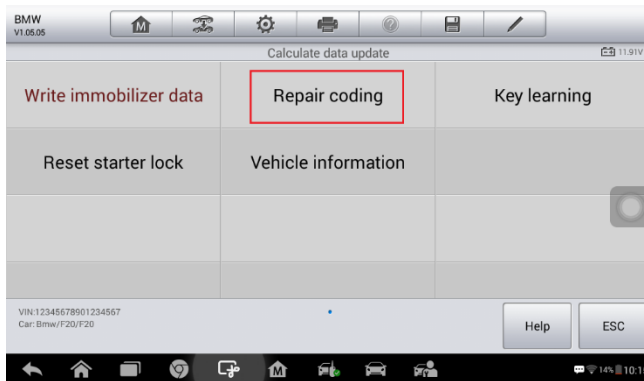 BMW
V1.05.05
Calculate data update
11.91V
Write immobilizer data
Repair coding
Key learning
Reset starter lock
Vehicle information
VIN:12345678901234567
Car: Bmw/F20/F20
Help
ESC
14%